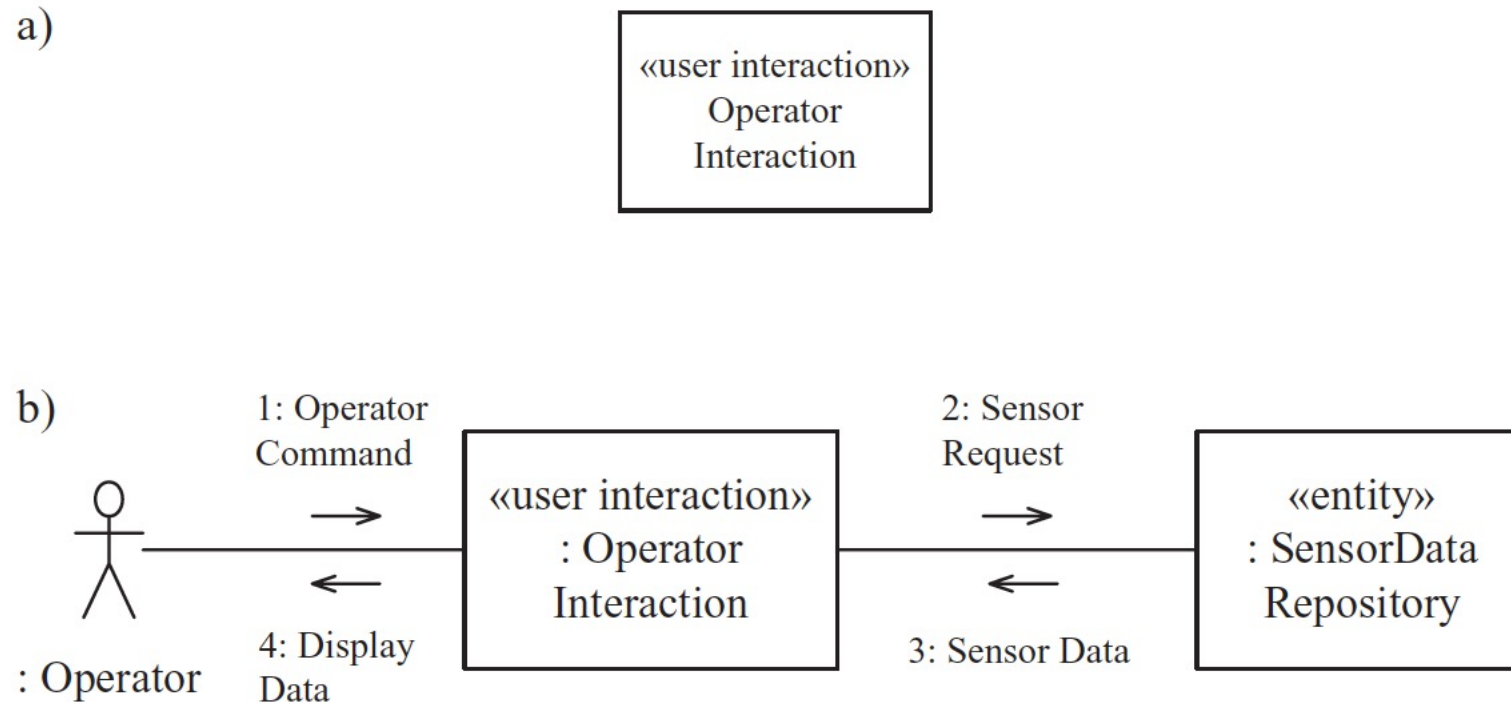 a)
«user interaction»
Operator
Interaction
b)
1: Operator
Command
2: Sensor
Request
«user interaction»
: Operator
Interaction
«entity»
: SensorData
Repository
4: Display
Data
3: Sensor Data
: Operator